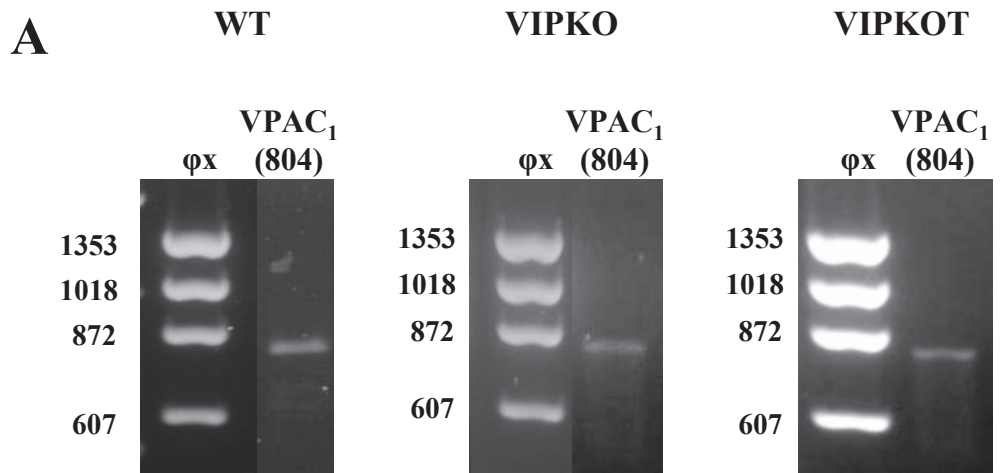 A
WT VIPKO VIPKOT
VPAC₁ VPAC₁ VPAC₁
φx (804) φx (804) φx (804)
1353 1353 1353
1018 1018 1018
872 872 872
607 607 607